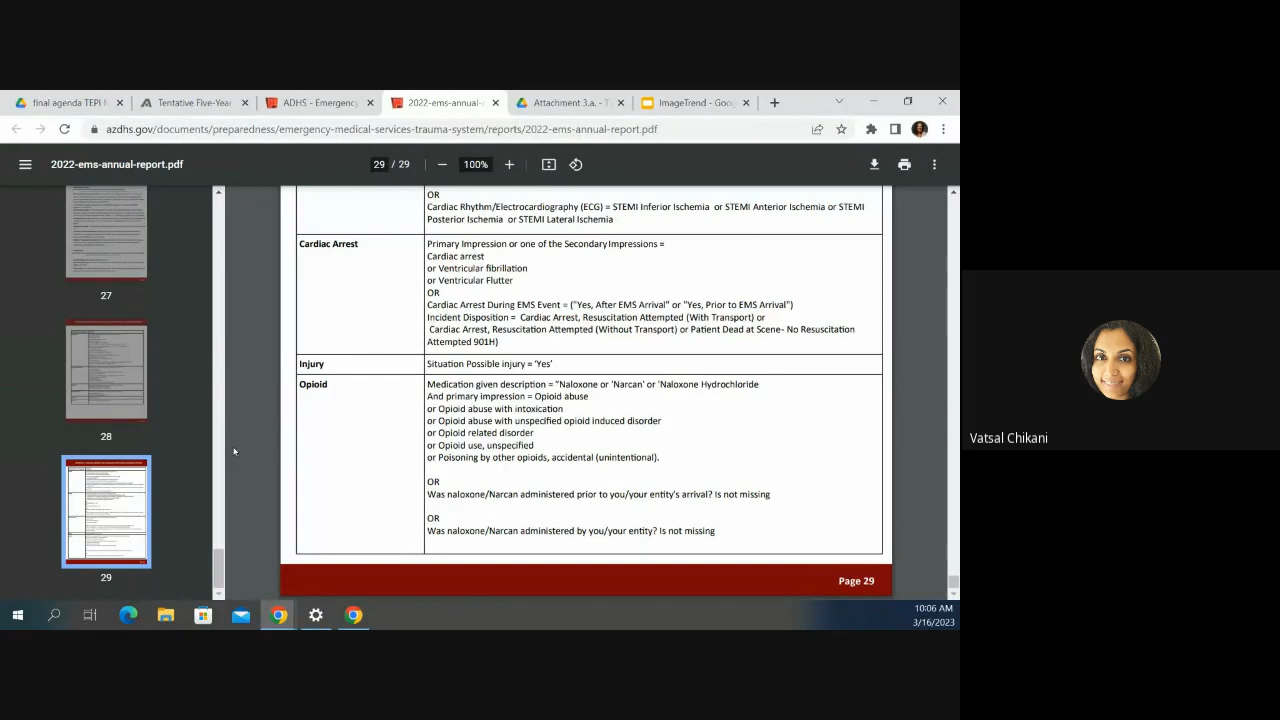 final agenda TEPI M
Tentative Five-Year
ADHS - Emergency
2022-ems-annual-
Attachment 3.a. - T
ImageTrend - Goog
azdhs.gov/documents/preparedness/emergency-medical-services-trauma-system/reports/2022-ems-annual-report.pdf
2022-ems-annual-report.pdf
29 / 29
100%
OR
Cardiac Rhythm/Electrocardiography (ECG) = STEMI Inferior Ischemia or STEMI Anterior Ischemia or STEMI
Posterior Ischemia or STEMI Lateral Ischemia
Cardiac Arrest
Primary Impression or one of the Secondary Impressions =
Cardiac arrest
or Ventricular fibrillation
or Ventricular Flutter
OR
Cardiac Arrest During EMS Event = ("Yes, After EMS Arrival" or "Yes, Prior to EMS Arrival")
Incident Disposition = Cardiac Arrest, Resuscitation Attempted (With Transport) or
Cardiac Arrest, Resuscitation Attempted (Without Transport) or Patient Dead at Scene- No Resuscitation
Attempted 901H)
Injury
Situation Possible injury = 'Yes'
Opioid
Medication given description = "Naloxone or 'Narcan' or 'Naloxone Hydrochloride
And primary impression = Opioid abuse
or Opioid abuse with intoxication
or Opioid abuse with unspecified opioid induced disorder
or Opioid related disorder
or Opioid use, unspecified
or Poisoning by other opioids, accidental (unintentional).
OR
Was naloxone/Narcan administered prior to you/your entity's arrival? Is not missing
OR
Was naloxone/Narcan administered by you/your entity? Is not missing
Page 29
27
28
29
10:06 AM
3/16/2023
Vatsal Chikani